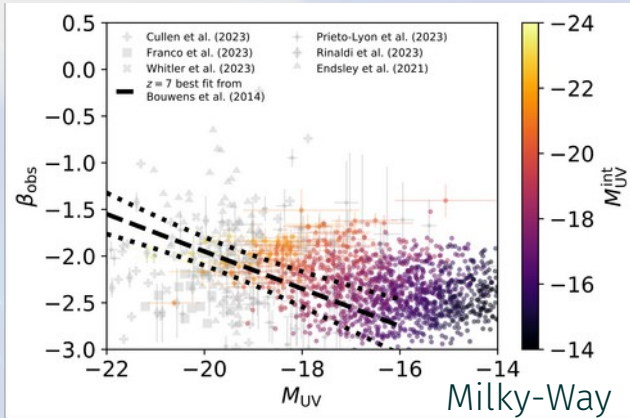 Cullen et al. (2023)
Franco et al. (2023)
Whitler et al. (2023)
z = 7 best fit from
Bouwens et al. (2014)
Prieto-Lyon et al. (2023)
Rinaldi et al. (2023)
Endsley et al. (2021)
0.5
0.0
−0.5
−1.0
−1.5
−2.0
−2.5
−3.0
β_obs
−22
−20
−18
−16
−14
M_UV
−24
−22
−20
−18
−16
−14
M_UV^int
Milky-Way